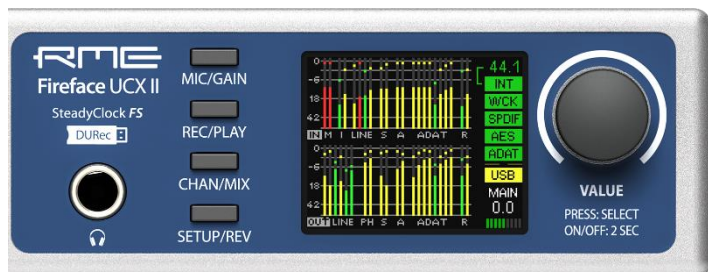 RME
Fireface UCX II
SteadyClock FS
DURec
MIC/GAIN
REC/PLAY
CHAN/MIX
SETUP/REV
0
-6
18
42
IN M I LINE S A ADAT R
0
-6
18
42
OUT LINE PH S A ADAT R
44.1
INT
WCK
SPDIF
AES
ADAT
USB
MAIN
0.0
VALUE
PRESS: SELECT
ON/OFF: 2 SEC